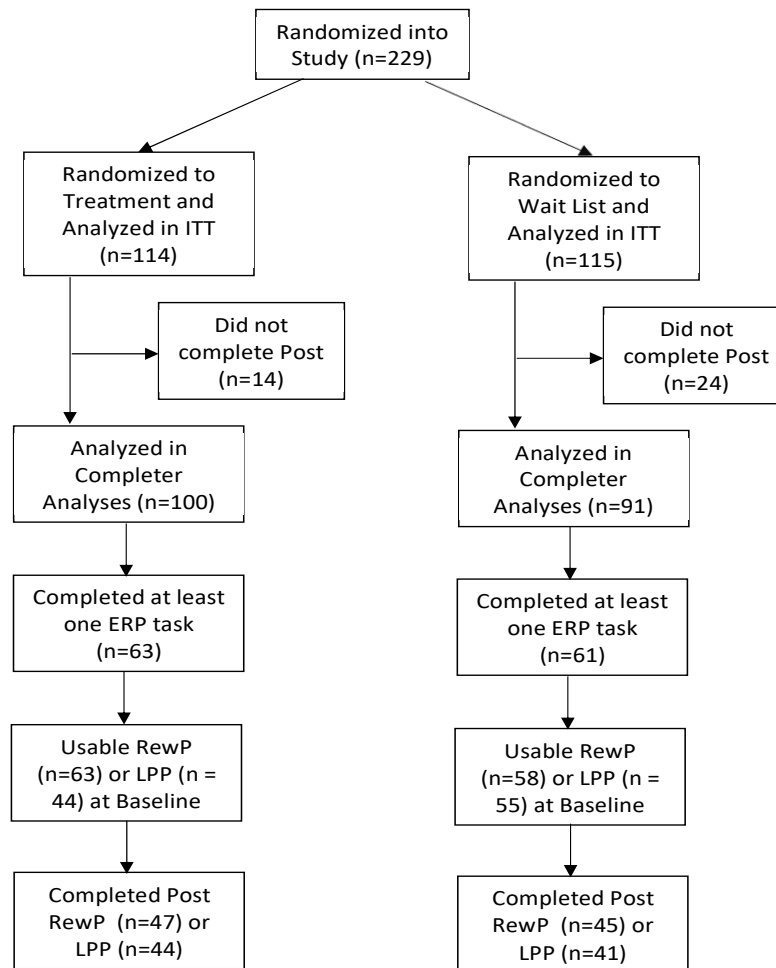 Randomized into
Study (n=229)
Randomized to
Treatment and
Analyzed in ITT
(n=114)
Randomized to
Wait List and
Analyzed in ITT
(n=115)
Did not
complete Post
(n=14)
Did not
complete Post
(n=24)
Analyzed in
Completer
Analyses (n=100)
Analyzed in
Completer
Analyses (n=91)
Completed at least
one ERP task
(n=63)
Completed at least
one ERP task
(n=61)
Usable RewP
(n=63) or LPP (n =
44) at Baseline
Usable RewP
(n=58) or LPP (n =
55) at Baseline
Completed Post
RewP (n=47) or
LPP (n=44)
Completed Post
RewP (n=45) or
LPP (n=41)